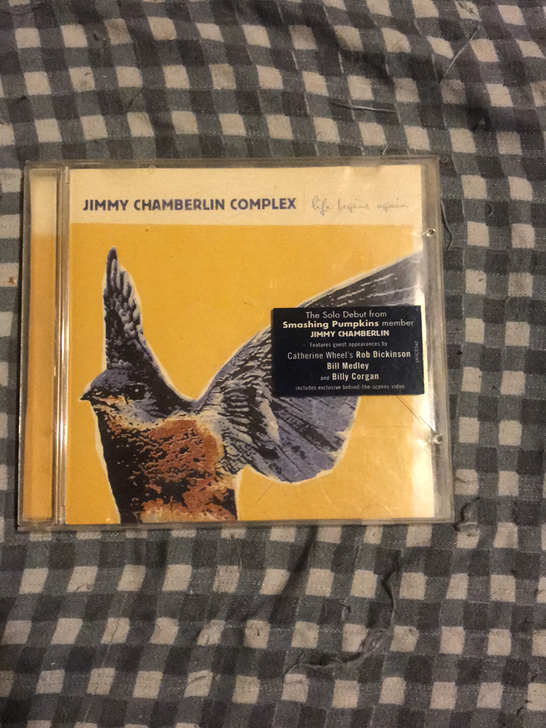 JIMMY CHAMBERLIN COMPLEX life begins again
The Solo Debut from
Smashing Pumpkins member
JIMMY CHAMBERLIN
Features guest appearances by
Catherine Wheel's Rob Dickinson
Bill Medley
and Billy Corgan
includes exclusive behind-the-scenes video